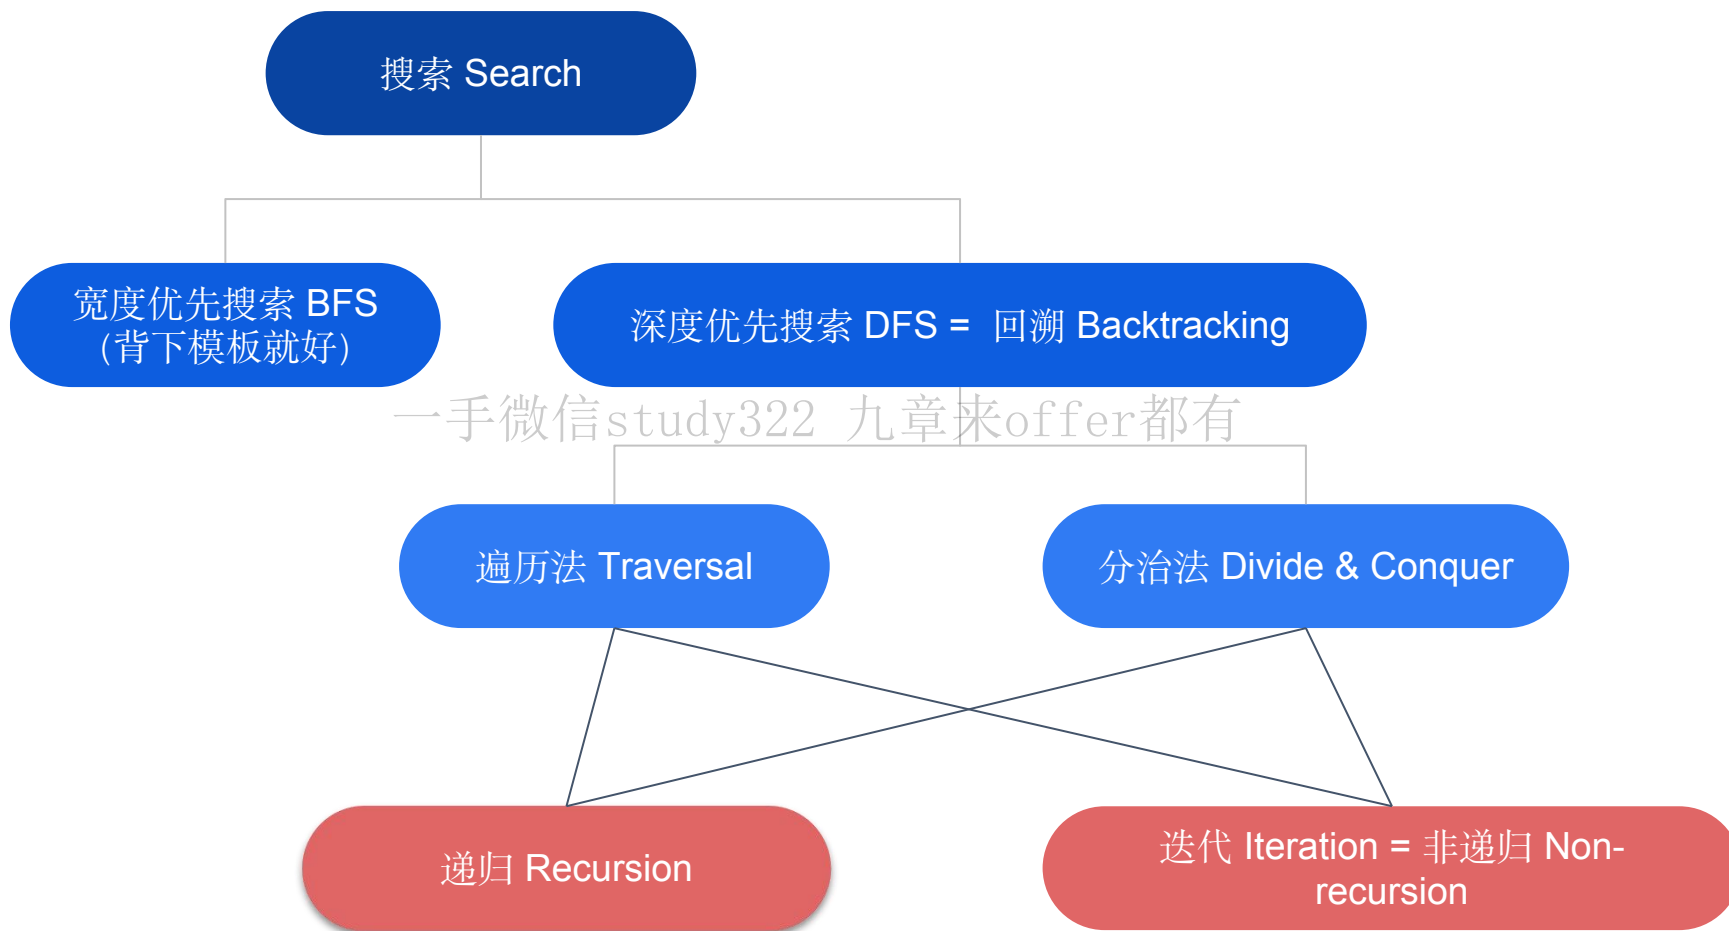 搜索 Search
宽度优先搜索 BFS
(背下模板就好)
深度优先搜索 DFS = 回溯 Backtracking
一手微信study322 九章来offer都有
遍历法 Traversal
分治法 Divide & Conquer
递归 Recursion
迭代 Iteration = 非递归 Non-
recursion